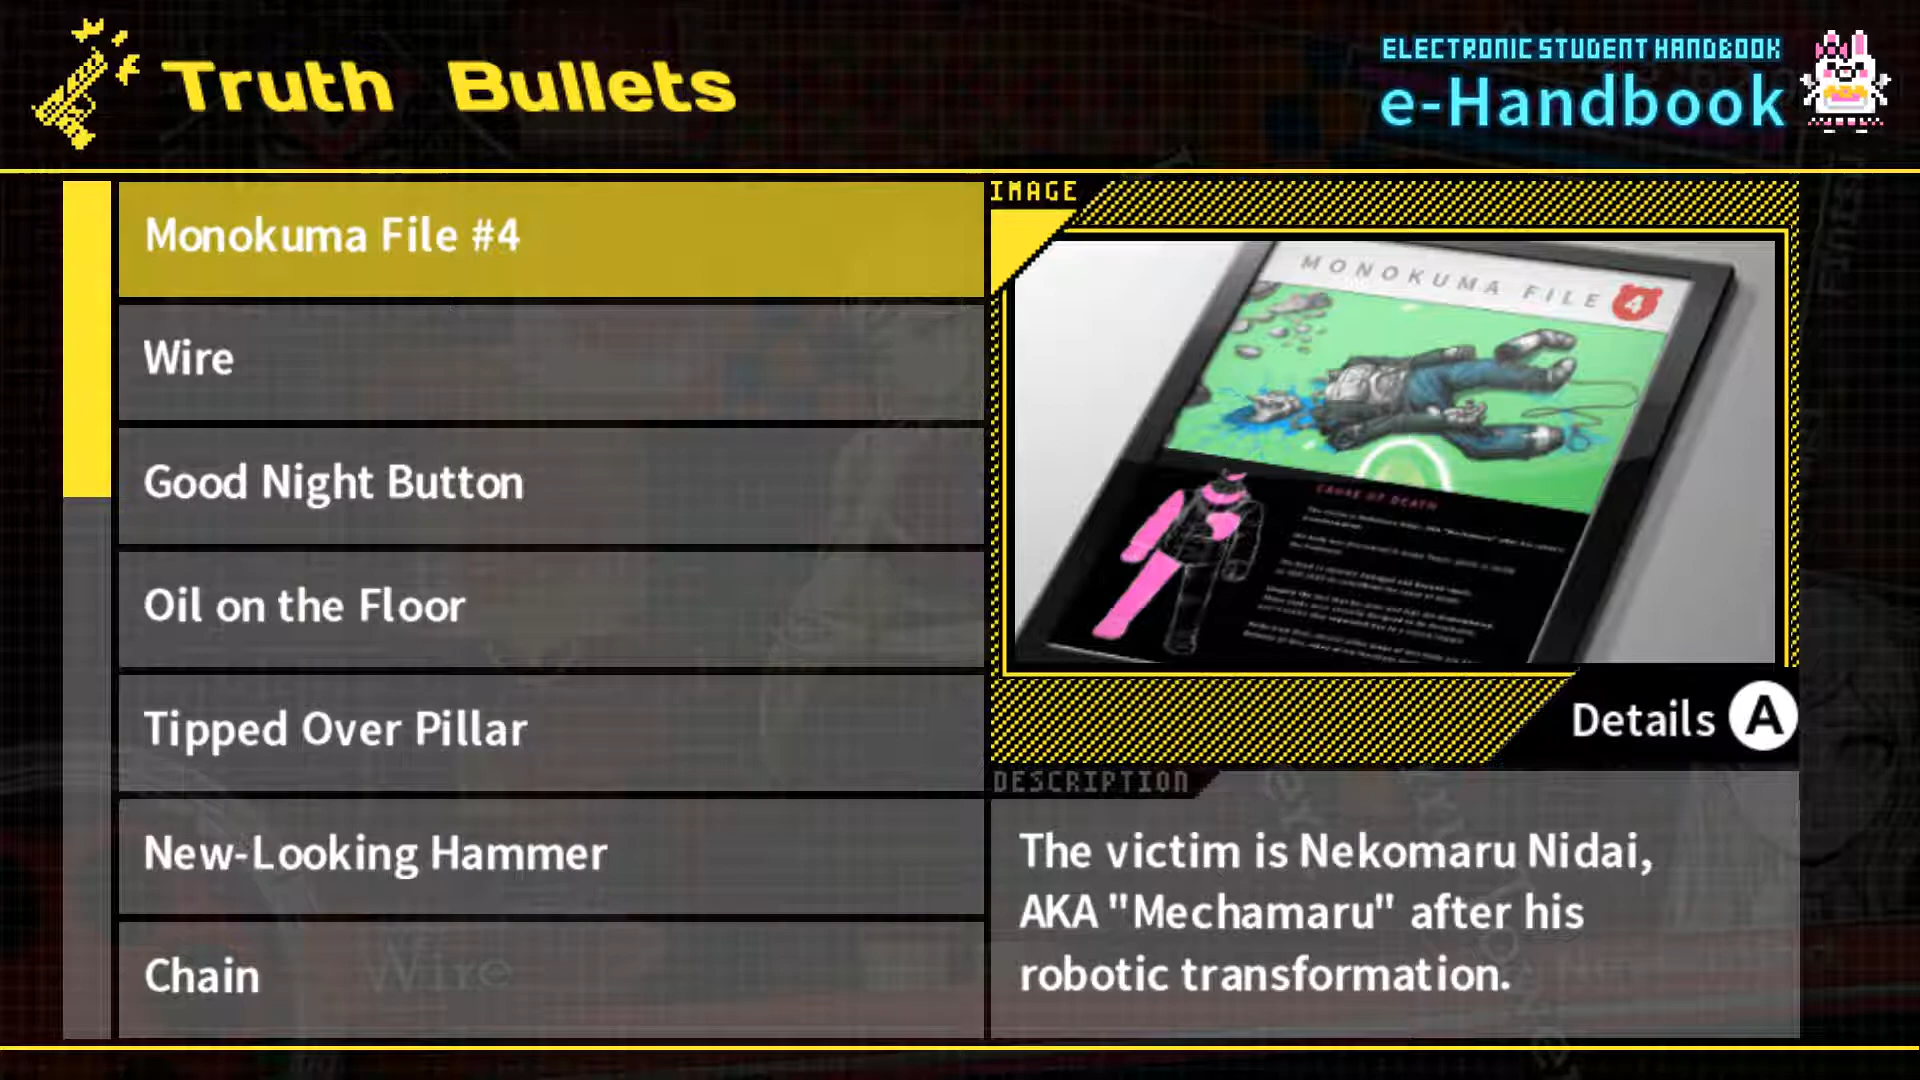 Truth Bullets
ELECTRONIC STUDENT HANDBOOK
e-Handbook
Monokuma File #4
Wire
Good Night Button
Oil on the Floor
Tipped Over Pillar
New-Looking Hammer
Chain
IMAGE
MONOKUMA FILE 4
CAUSE OF DEATH
Details A
DESCRIPTION
The victim is Nekomaru Nidai,
AKA "Mechamaru" after his
robotic transformation.
Wire